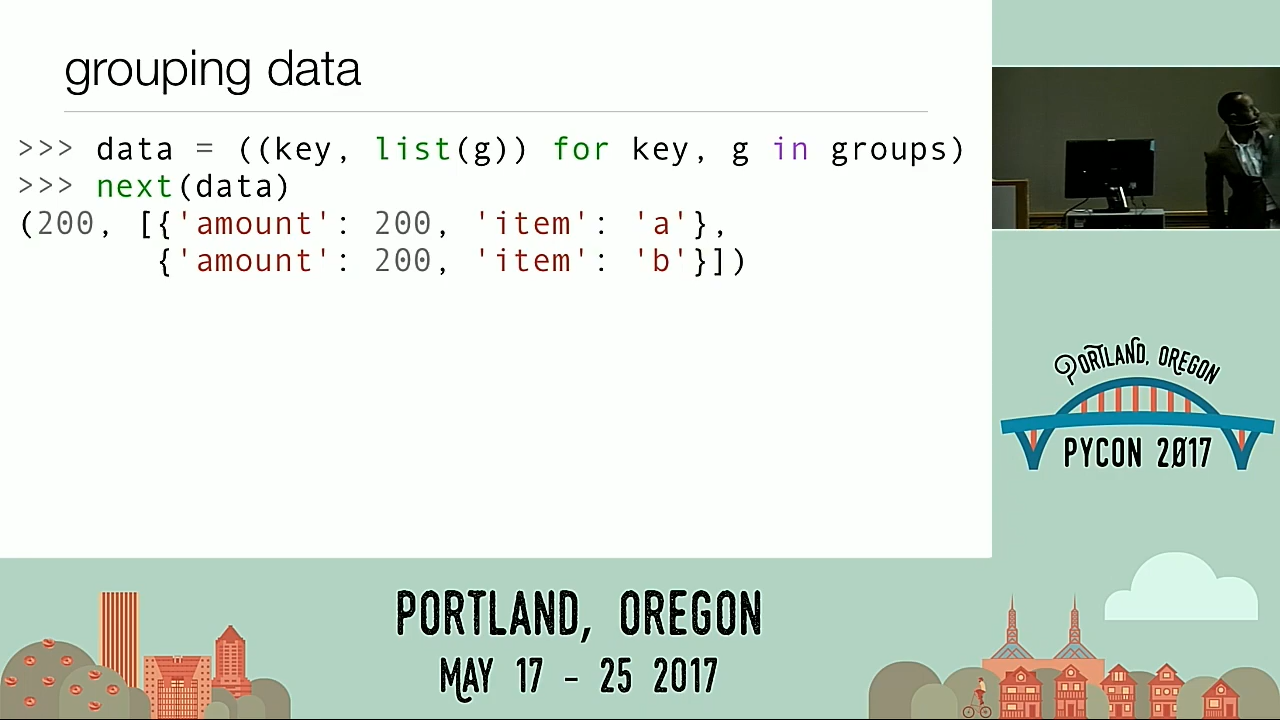 grouping data
>>> data = ((key, list(g)) for key, g in groups)
>>> next(data)
(200, [{'amount': 200, 'item': 'a'},
{'amount': 200, 'item': 'b'}])
PORTLAND, OREGON
PYCON 2017
PORTLAND, OREGON
MAY 17 - 25 2017